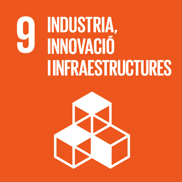 9 INDUSTRIA,
INNOVACIÓ
I INFRAESTRUCTURES